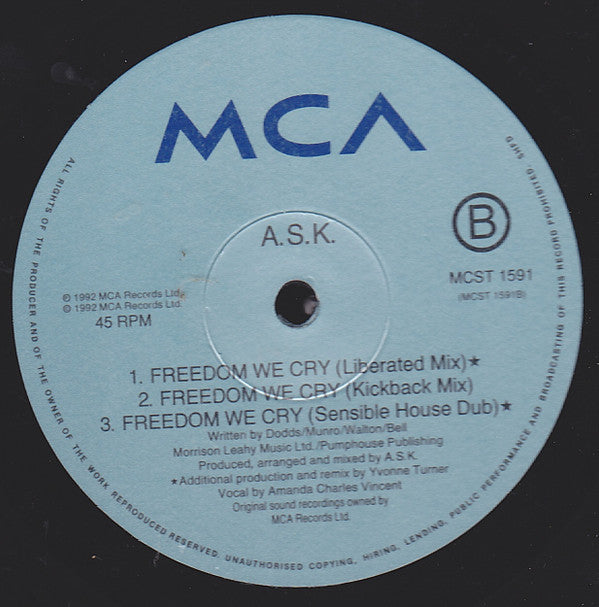 MCA
A.S.K.
B
MCST 1591
(MCST 1591B)
℗ 1992 MCA Records Ltd.
© 1992 MCA Records Ltd.
45 RPM
1. FREEDOM WE CRY (Liberated Mix)★
2. FREEDOM WE CRY (Kickback Mix)
3. FREEDOM WE CRY (Sensible House Dub)★
Written by Dodds/Munro/Walton/Bell
Morrison Leahy Music Ltd./Pumphouse Publishing
Produced, arranged and mixed by A.S.K.
★Additional production and remix by Yvonne Turner
Vocal by Amanda Charles Vincent
Original sound recordings owned by
MCA Records Ltd.
ALL RIGHTS OF THE PRODUCER AND OF THE OWNER OF THE WORK REPRODUCED RESERVED. UNAUTHORISED COPYING, HIRING, LENDING, PUBLIC PERFORMANCE AND BROADCASTING OF THIS RECORD PROHIBITED. SHFD